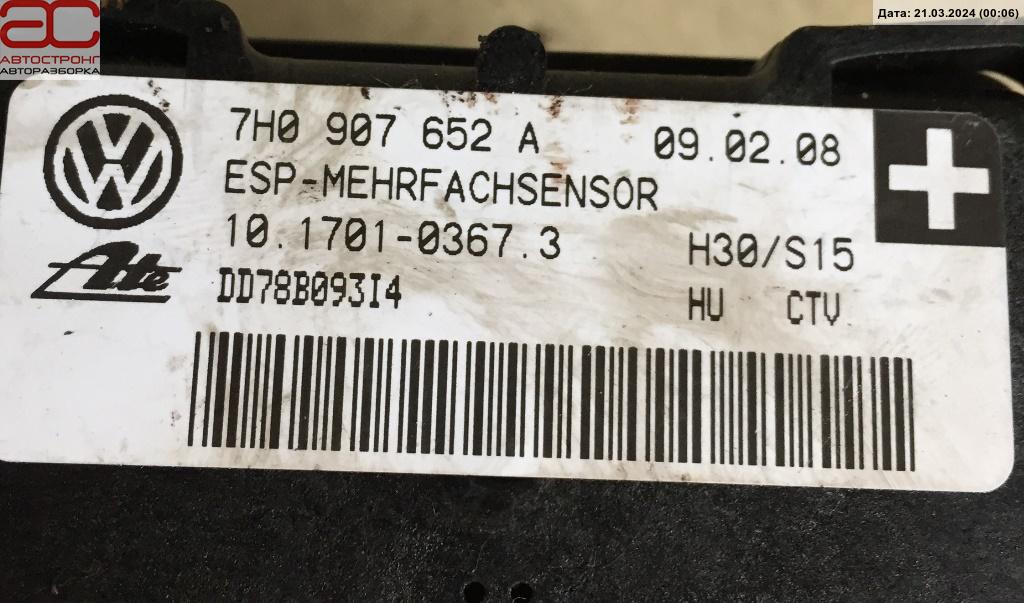 Дата: 21.03.2024 (00:06)
АС
АВТОСТРОНГ
АВТОРАЗБОРКА
7H0 907 652 A 09.02.08
ESP-MEHRFACHSENSOR
10.1701-0367.3 H30/S15
Ate
DD78B093I4 HU CTV